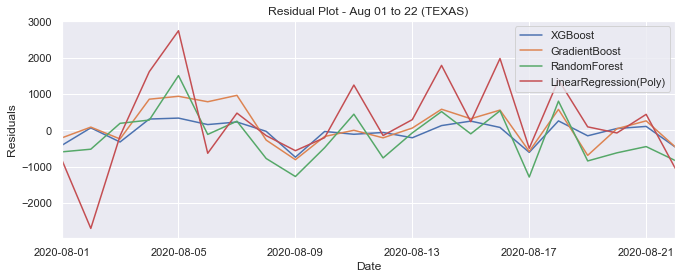 Residual Plot - Aug 01 to 22 (TEXAS)
XGBoost
GradientBoost
RandomForest
LinearRegression(Poly)
Residuals
3000
2000
1000
0
−1000
−2000
2020-08-01 2020-08-05 2020-08-09 2020-08-13 2020-08-17 2020-08-21
Date